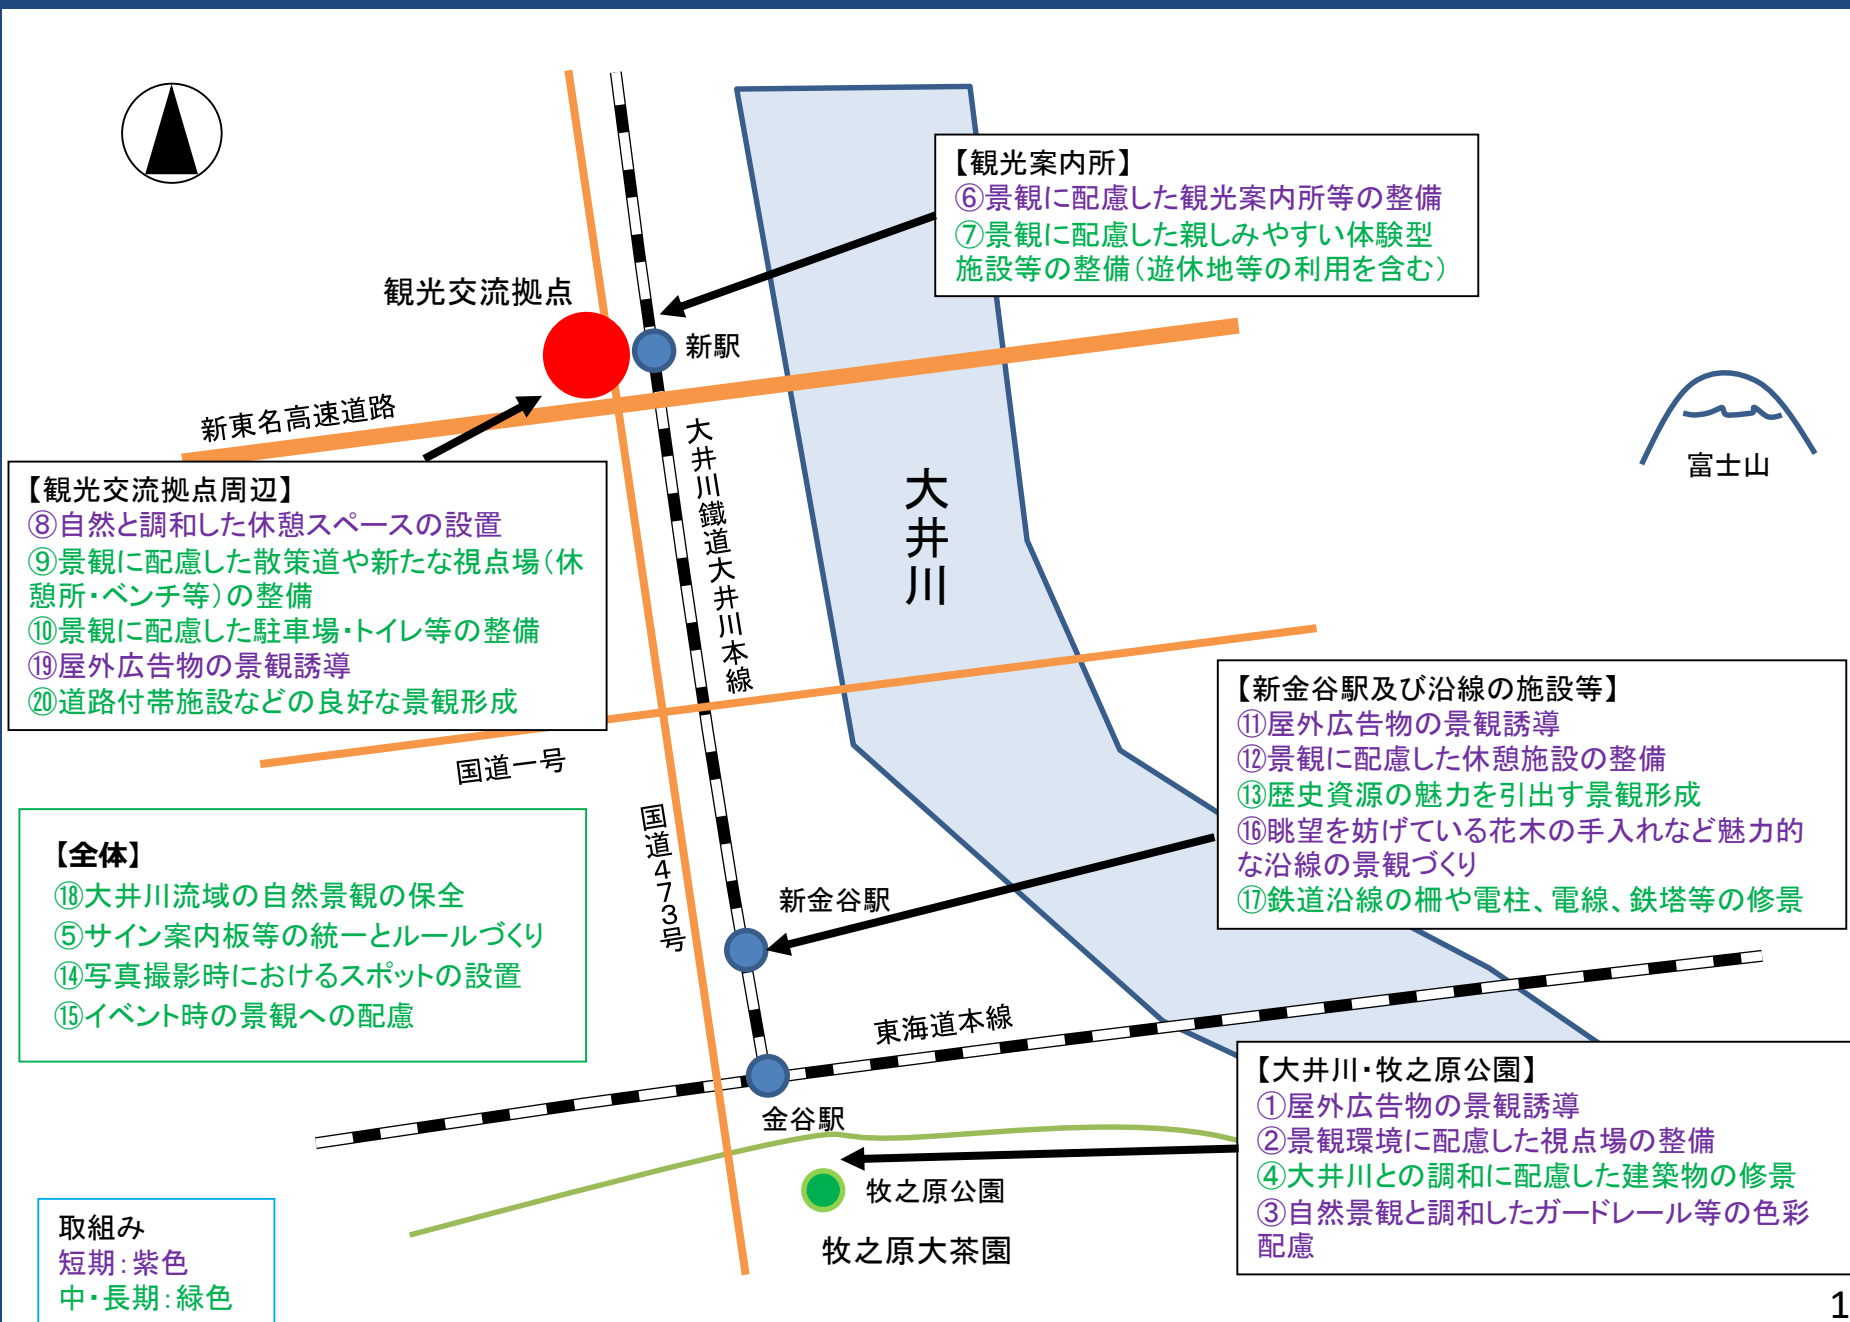 【観光案内所】
⑥景観に配慮した観光案内所等の整備
⑦景観に配慮した親しみやすい体験型
施設等の整備(遊休地等の利用を含む)
観光交流拠点
新駅
新東名高速道路
大井川鐵道大井川本線
大井川
富士山
【観光交流拠点周辺】
⑧自然と調和した休憩スペースの設置
⑨景観に配慮した散策道や新たな視点場(休
憩所・ベンチ等)の整備
⑩景観に配慮した駐車場・トイレ等の整備
⑲屋外広告物の景観誘導
⑳道路付帯施設などの良好な景観形成
国道一号
【新金谷駅及び沿線の施設等】
⑪屋外広告物の景観誘導
⑫景観に配慮した休憩施設の整備
⑬歴史資源の魅力を引出す景観形成
⑯眺望を妨げている花木の手入れなど魅力的
な沿線の景観づくり
⑰鉄道沿線の柵や電柱、電線、鉄塔等の修景
国道473号
新金谷駅
【全体】
⑱大井川流域の自然景観の保全
⑤サイン案内板等の統一とルールづくり
⑭写真撮影時におけるスポットの設置
⑮イベント時の景観への配慮
東海道本線
金谷駅
【大井川・牧之原公園】
①屋外広告物の景観誘導
②景観環境に配慮した視点場の整備
④大井川との調和に配慮した建築物の修景
③自然景観と調和したガードレール等の色彩
配慮
牧之原公園
牧之原大茶園
取組み
短期:紫色
中・長期:緑色
1